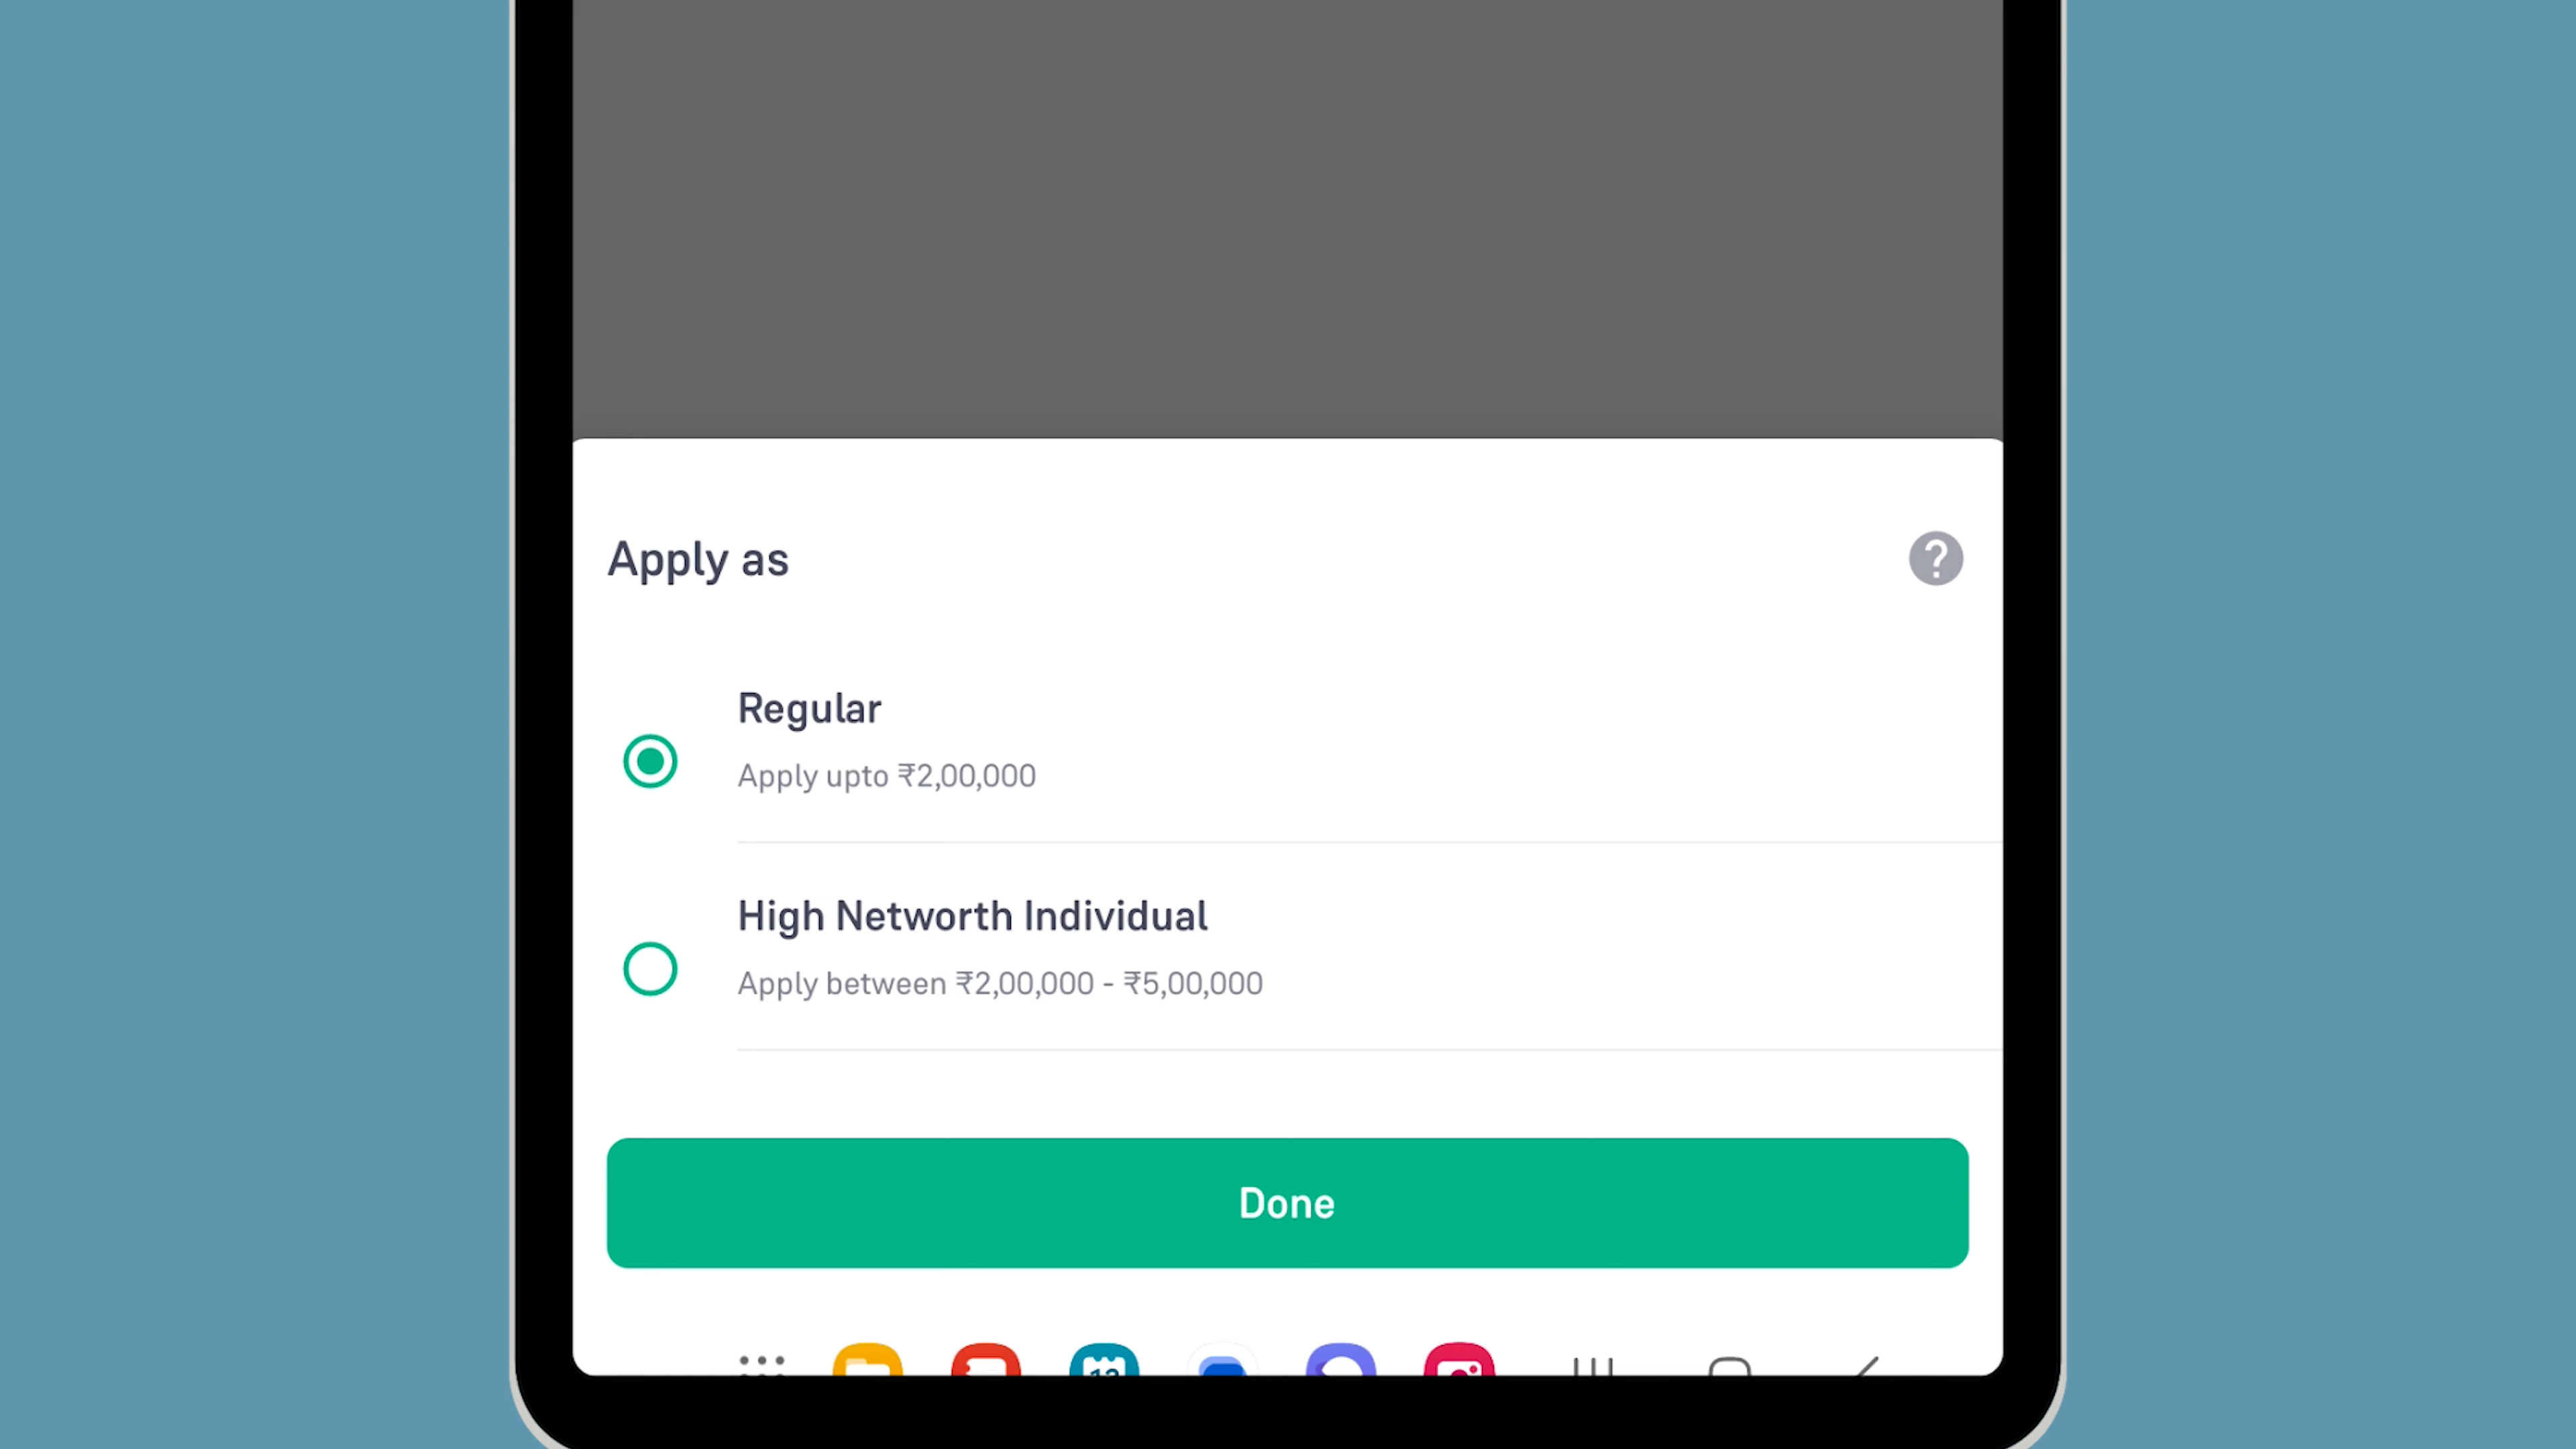 Apply as
Regular
Apply upto ₹2,00,000
High Networth Individual
Apply between ₹2,00,000 - ₹5,00,000
Done